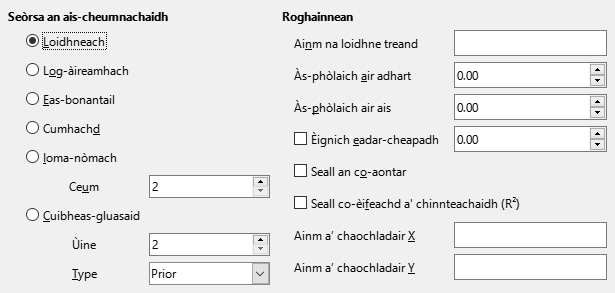 Seòrsa an ais-cheumnachaidh
Loidhneach
Log-àireamhach
Eas-bonantail
Cumhachd
Ioma-nòmach
Ceum 2
Cuibheas-gluasaid
Ùine 2
Type Prior
Roghainnean
Ainm na loidhne treand
Às-phòlaich air adhart 0.00
Às-phòlaich air ais 0.00
Èignich eadar-cheapadh 0.00
Seall an co-aontar
Seall co-èifeachd a' chinnteachaidh (R²)
Ainm a' chaochladair X
Ainm a' chaochladair Y